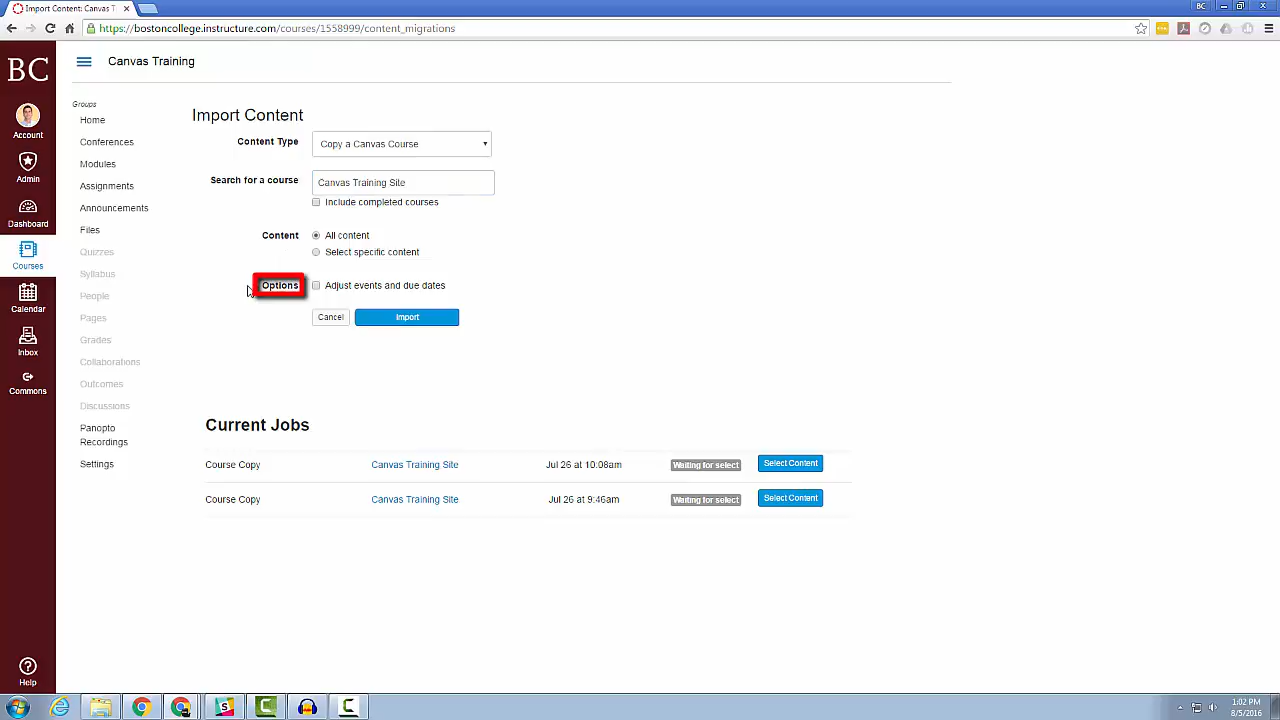 Import Content: Canvas T
BC
https://bostoncollege.instructure.com/courses/1558999/content_migrations
BC
Canvas Training
Account
Admin
Dashboard
Courses
Calendar
Inbox
Commons
Help
Groups
Home
Conferences
Modules
Assignments
Announcements
Files
Quizzes
Syllabus
People
Pages
Grades
Collaborations
Outcomes
Discussions
Panopto
Recordings
Settings
Import Content
Content Type Copy a Canvas Course
Search for a course Canvas Training Site
Include completed courses
Content All content
Select specific content
Options Adjust events and due dates
Cancel Import
Current Jobs
Course Copy Canvas Training Site Jul 26 at 10:08am Waiting for select Select Content
Course Copy Canvas Training Site Jul 26 at 9:46am Waiting for select Select Content
1:02 PM
8/5/2016